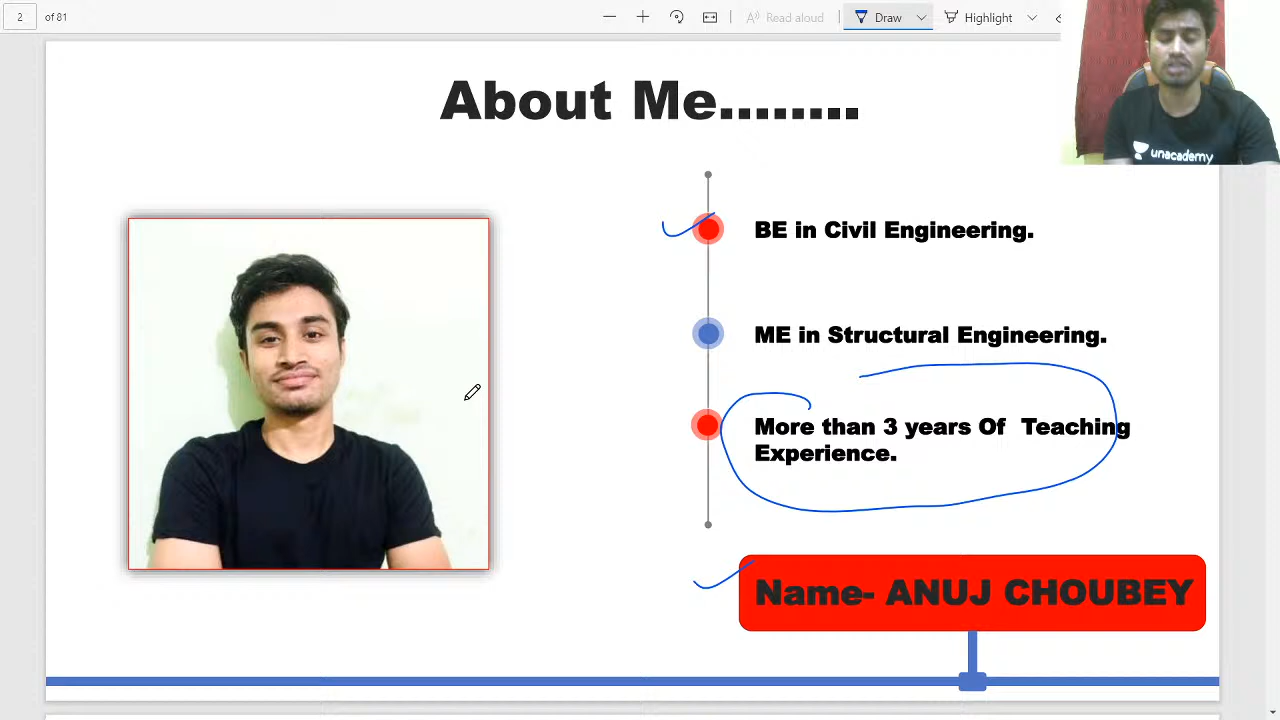 2 of 81
Read aloud
Draw
Highlight
About Me........
unacademy
BE in Civil Engineering.
ME in Structural Engineering.
More than 3 years Of  Teaching
Experience.
Name- ANUJ CHOUBEY